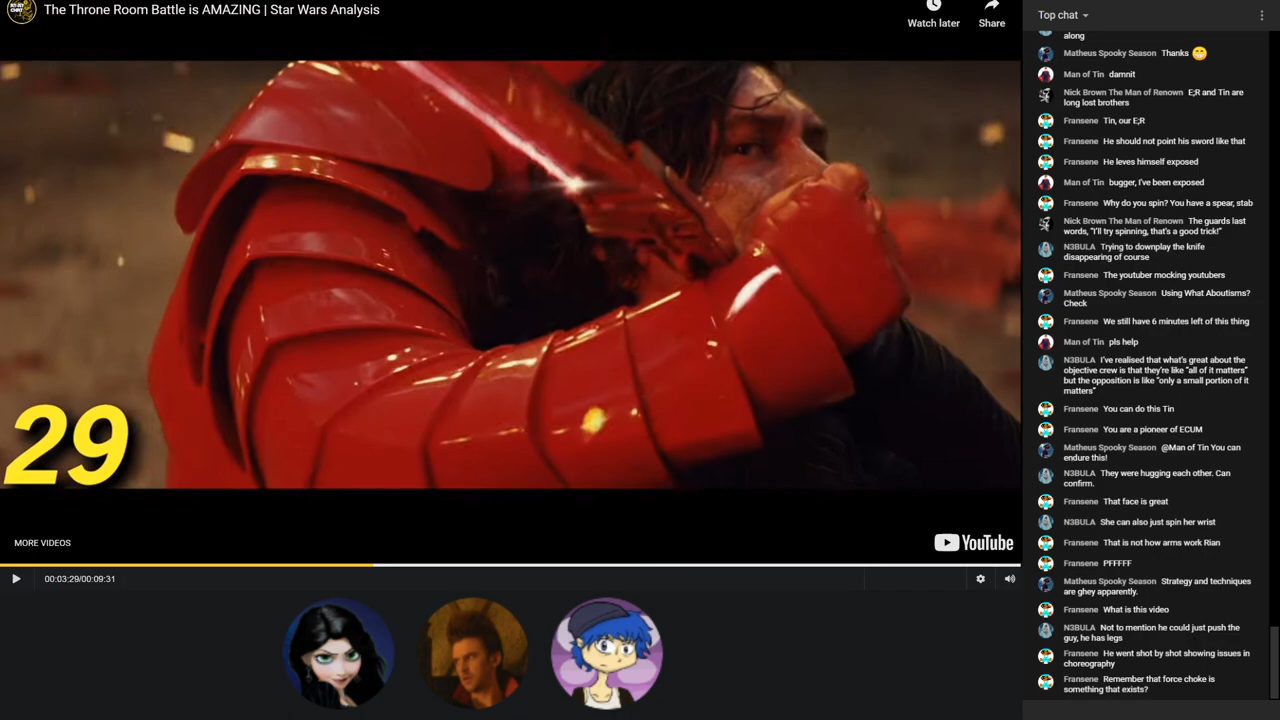 The Throne Room Battle is AMAZING | Star Wars Analysis
Watch later
Share
29
MORE VIDEOS
YouTube
00:03:29/00:09:31
Top chat
along
Matheus Spooky Season Thanks
Man of Tin damnit
Nick Brown The Man of Renown E;R and Tin are
long lost brothers
Fransene Tin, our E;R
Fransene He should not point his sword like that
Fransene He leves himself exposed
Man of Tin bugger, I've been exposed
Fransene Why do you spin? You have a spear, stab
Nick Brown The Man of Renown The guards last
words, "I'll try spinning, that's a good trick!"
N3BULA Trying to downplay the knife
disappearing of course
Fransene The youtuber mocking youtubers
Matheus Spooky Season Using What Aboutisms?
Check
Fransene We still have 6 minutes left of this thing
Man of Tin pls help
N3BULA I've realised that what's great about the
objective crew is that they're like "all of it matters"
but the opposition is like "only a small portion of it
matters"
Fransene You can do this Tin
Fransene You are a pioneer of ECUM
Matheus Spooky Season @Man of Tin You can
endure this!
N3BULA They were hugging each other. Can
confirm.
Fransene That face is great
N3BULA She can also just spin her wrist
Fransene That is not how arms work Rian
Fransene PFFFFF
Matheus Spooky Season Strategy and techniques
are ghey apparently.
Fransene What is this video
N3BULA Not to mention he could just push the
guy, he has legs
Fransene He went shot by shot showing issues in
choreography
Fransene Remember that force choke is
something that exists?